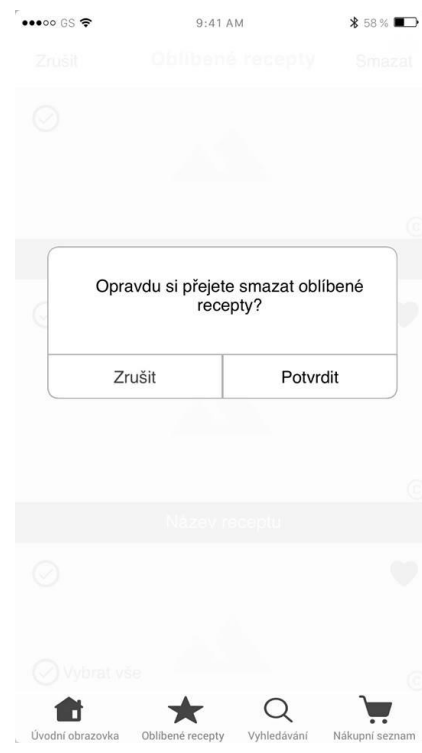 GS 9:41 AM 58 %
Zrušit Oblíbené recepty Smazat
Opravdu si přejete smazat oblíbené
recepty?
Zrušit Potvrdit
Název receptu
Vybrat vše
Úvodní obrazovka Oblíbené recepty Vyhledávání Nákupní seznam